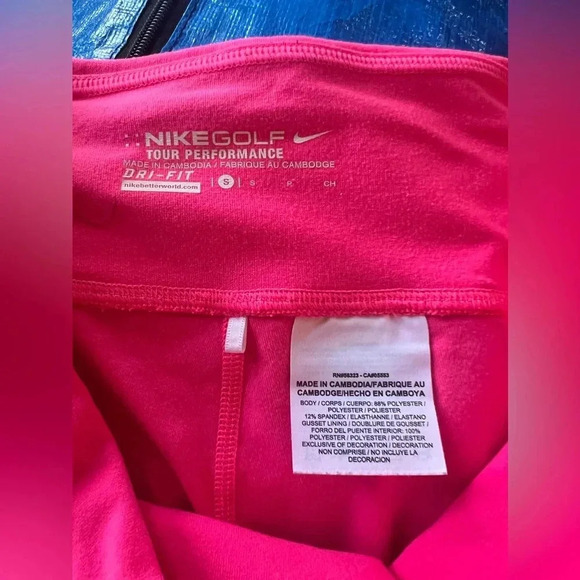 NIKEGOLF
TOUR PERFORMANCE
MADE IN CAMBODIA / FABRIQUE AU CAMBODGE
DRI-FIT
nikebetterworld.com S S P CH
RN#56323 - CA#05553
MADE IN CAMBODIA/FABRIQUE AU
CAMBODGE/HECHO EN CAMBOYA
BODY / CORPS / CUERPO: 88% POLYESTER /
POLYESTER / POLIESTER
12% SPANDEX / ELASTHANNE / ELASTANO
GUSSET LINING / DOUBLURE DE GOUSSET /
FORRO DEL PUENTE INTERIOR: 100%
POLYESTER / POLYESTER / POLIESTER
EXCLUSIVE OF DECORATION / DECORATION
NON COMPRISE / NO INCLUYE LA
DECORACION